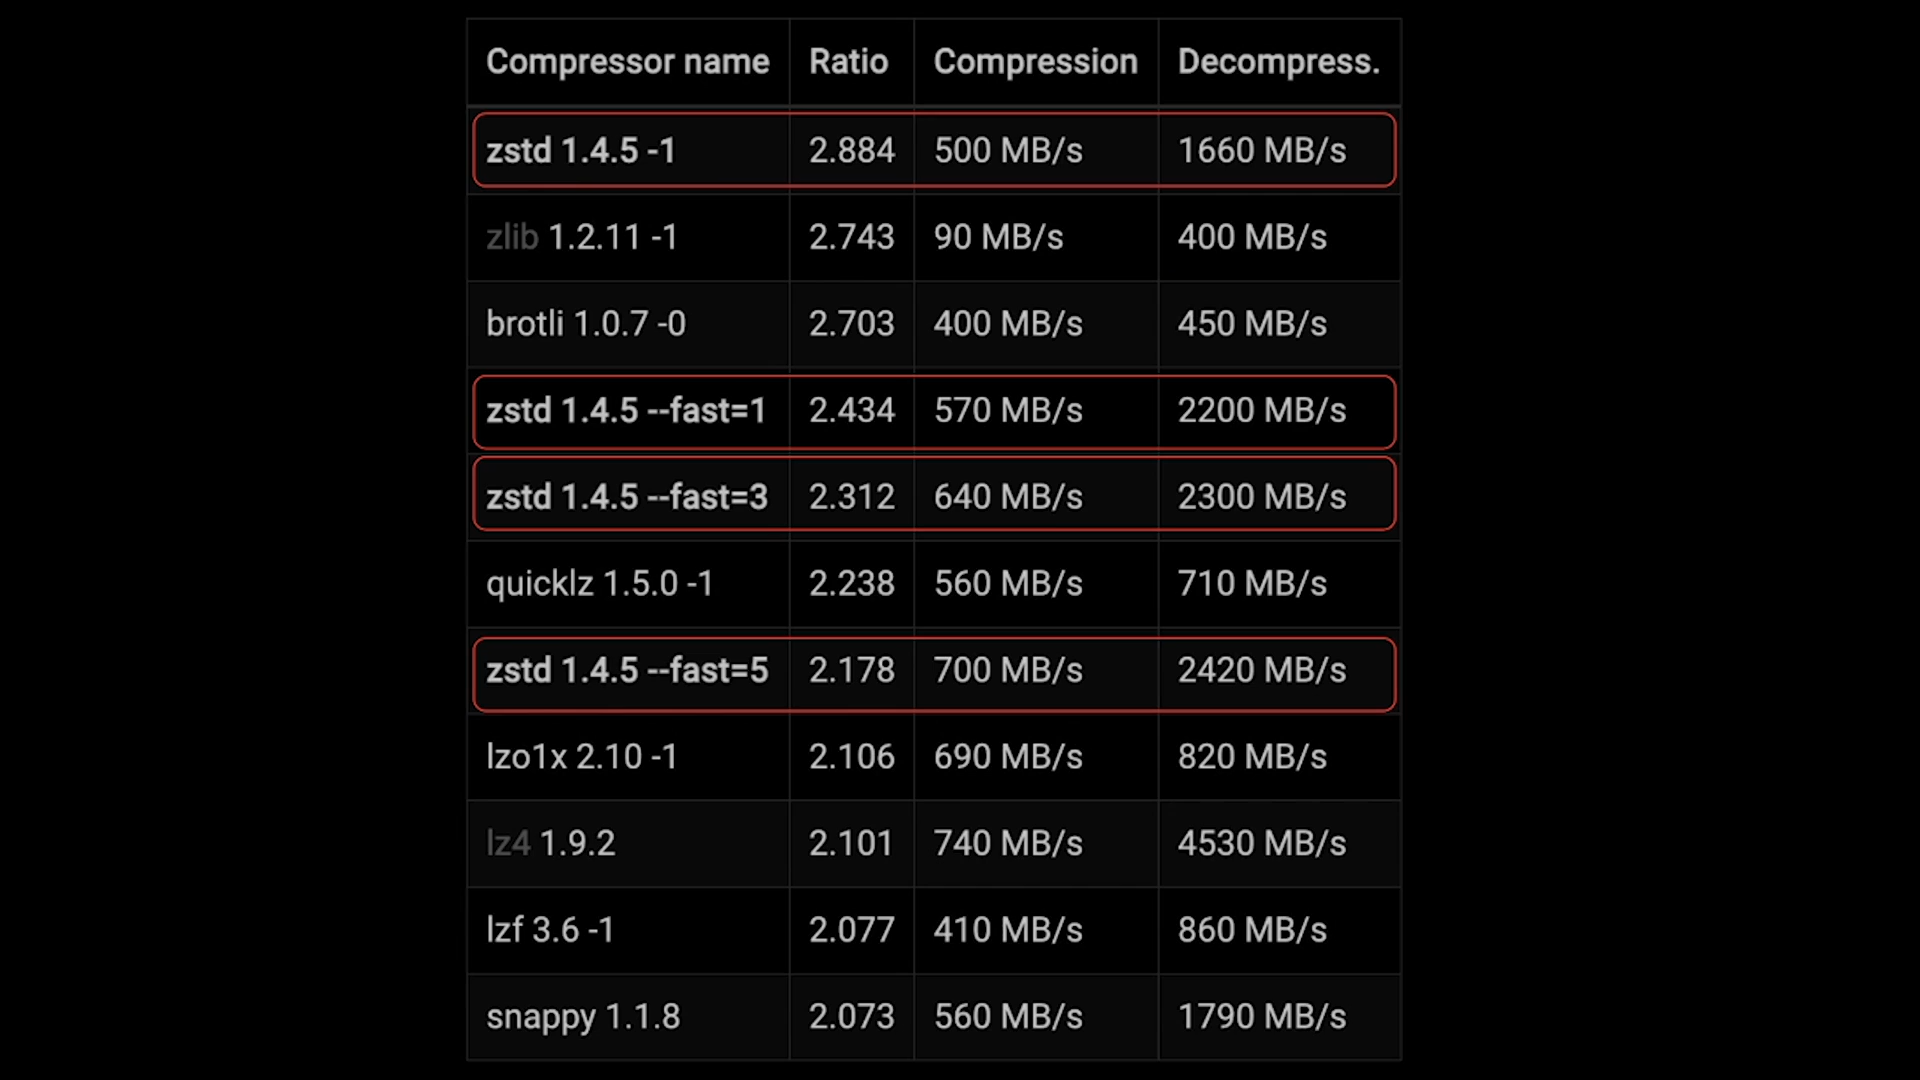 Compressor name Ratio Compression Decompress.
zstd 1.4.5 -1 2.884 500 MB/s 1660 MB/s
zlib 1.2.11 -1 2.743 90 MB/s 400 MB/s
brotli 1.0.7 -0 2.703 400 MB/s 450 MB/s
zstd 1.4.5 --fast=1 2.434 570 MB/s 2200 MB/s
zstd 1.4.5 --fast=3 2.312 640 MB/s 2300 MB/s
quicklz 1.5.0 -1 2.238 560 MB/s 710 MB/s
zstd 1.4.5 --fast=5 2.178 700 MB/s 2420 MB/s
lzo1x 2.10 -1 2.106 690 MB/s 820 MB/s
lz4 1.9.2 2.101 740 MB/s 4530 MB/s
lzf 3.6 -1 2.077 410 MB/s 860 MB/s
snappy 1.1.8 2.073 560 MB/s 1790 MB/s